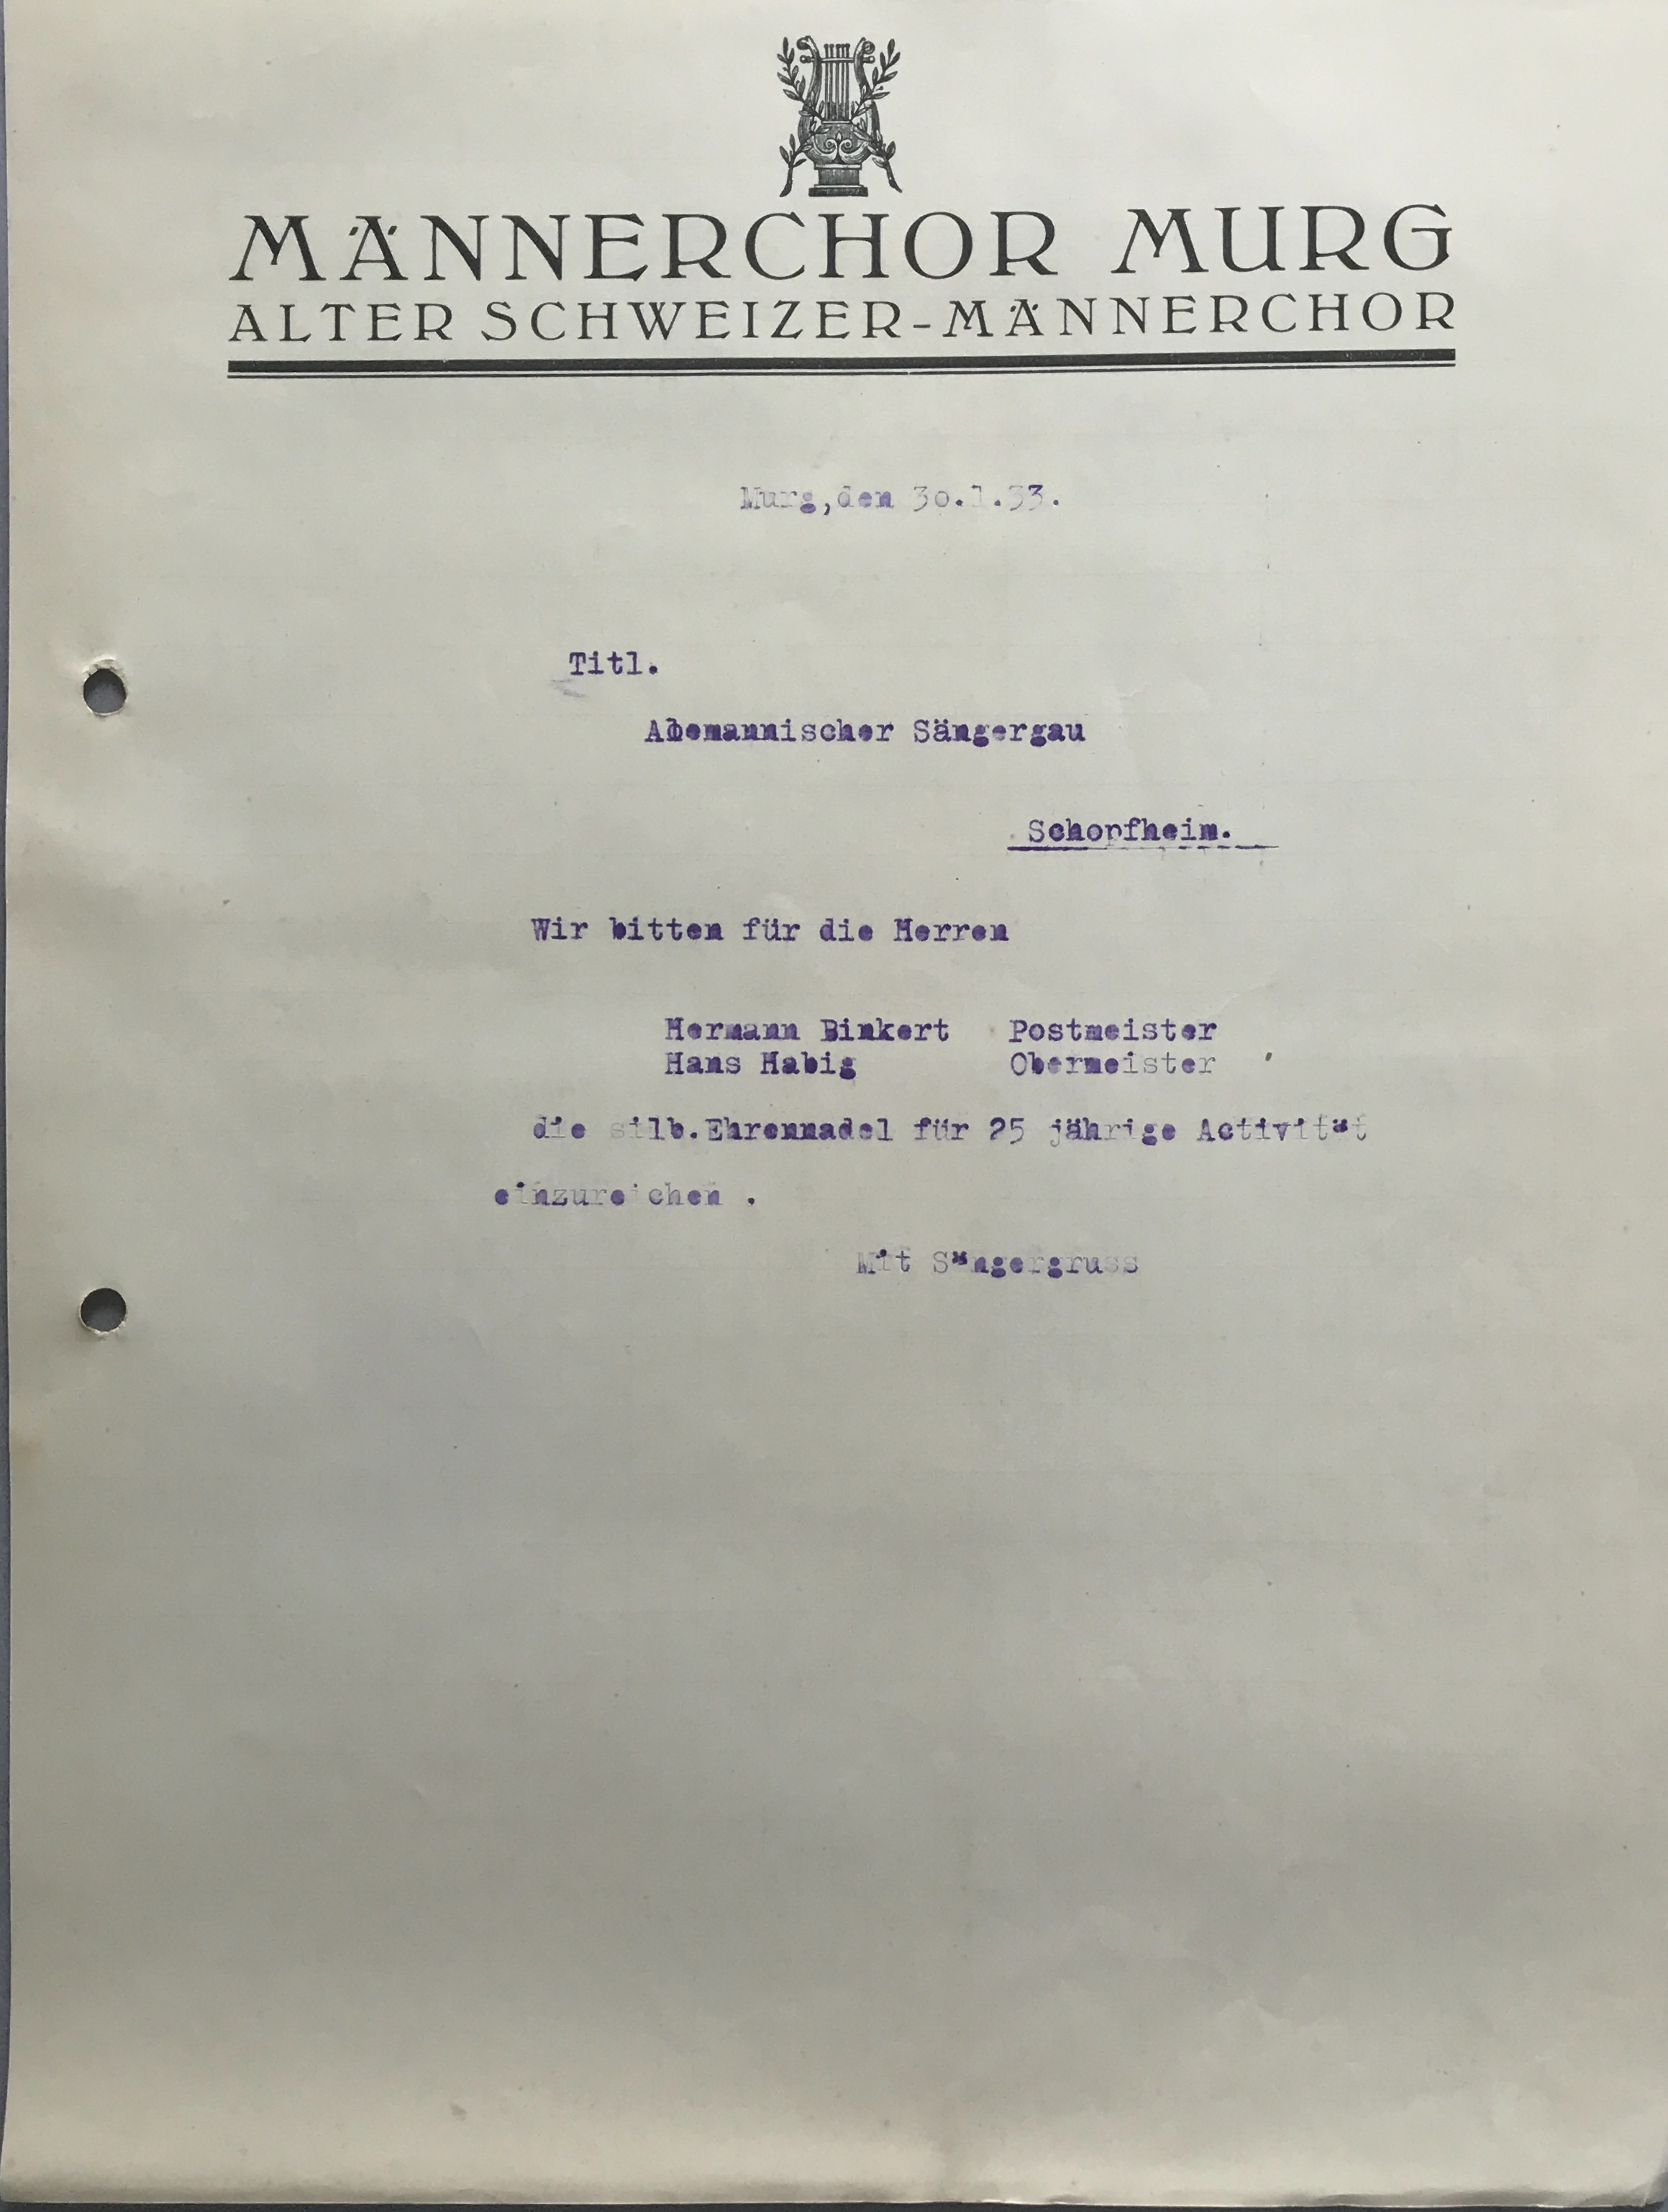 MÄNNERCHOR MURG
ALTER SCHWEIZER-MÄNNERCHOR
Murg,den 30.1.33.
Titl.
Alemannischer Sängergau
Schopfheim.
Wir bitten für die Herren
Hermann Binkert Postmeister
Hans Habig Obermeister
die silb.Ehrennadel für 25 jährige Activität
einzureichen .
Mit Sängergruss